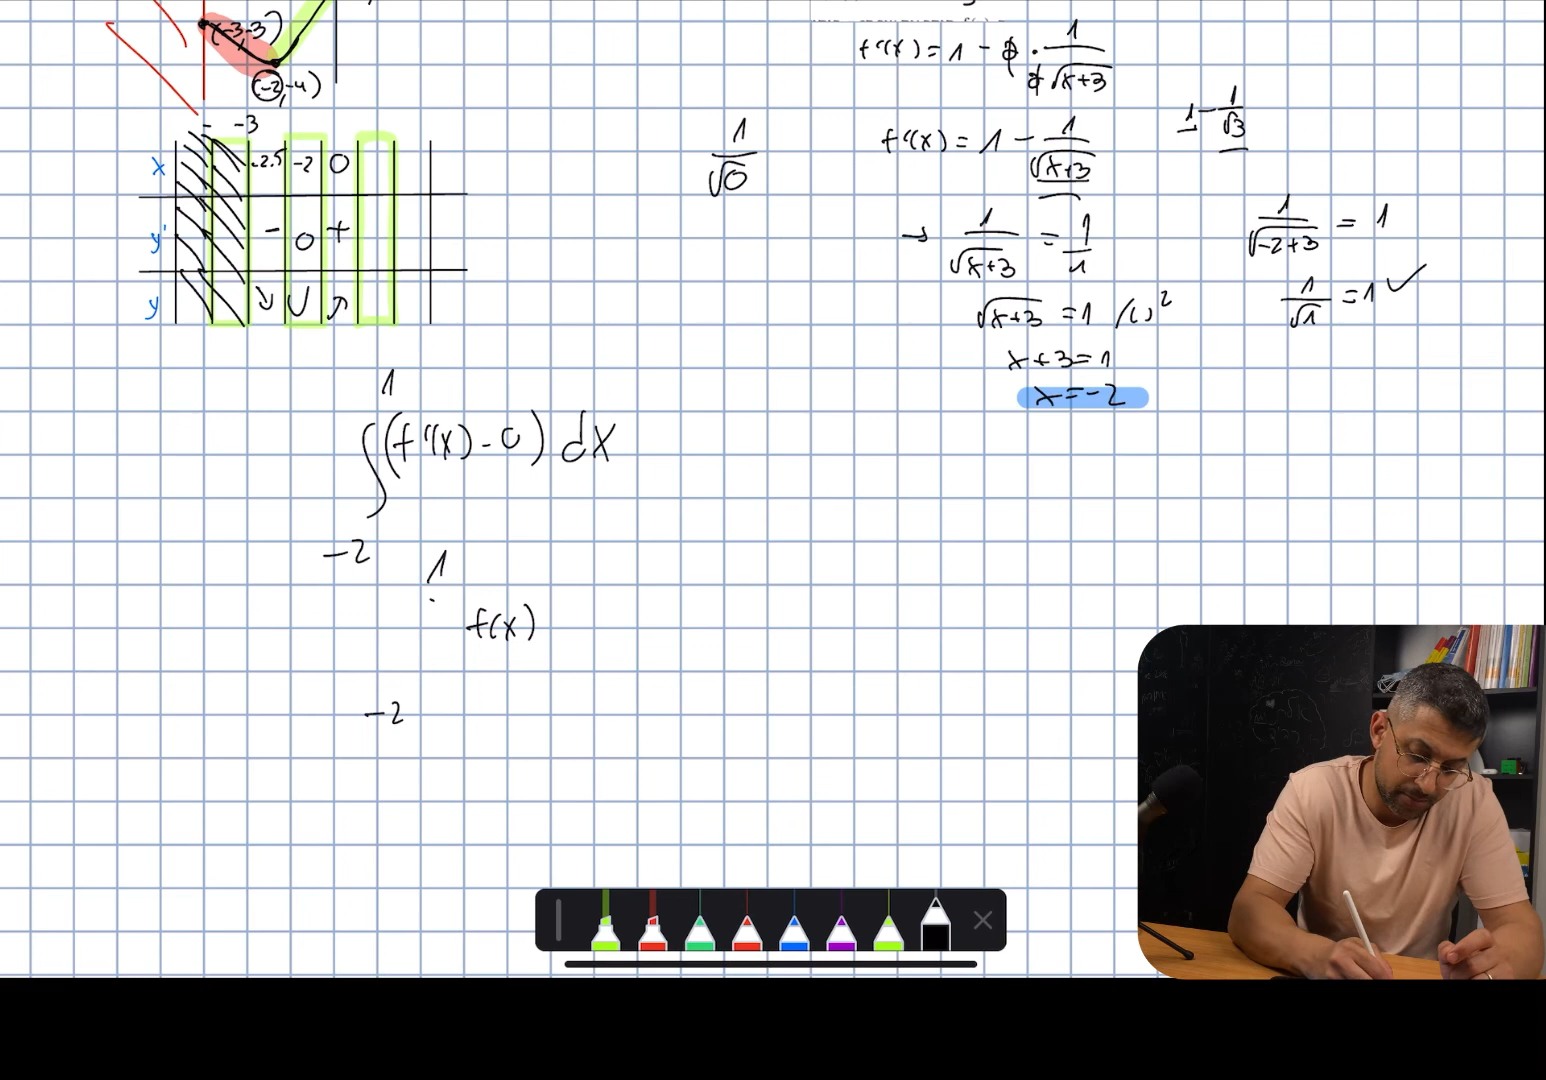 (-3,-3)
(-2,-4)
f'(x) = 1 - 2 · 1/(2√x+3)
f'(x) = 1 - 1/√x+3
1 - 1/√3
1/√0
- -3
x -2.5 -2 0
y' - 0 +
y ↘ ∪ ↗
→ 1/√x+3 = 1/1
√x+3 = 1 /( )²
x + 3 = 1
x = -2
1/√-2+3 = 1
1/√1 = 1 ✓
1
∫(f'(x) - 0) dx
-2
1
f(x)
-2